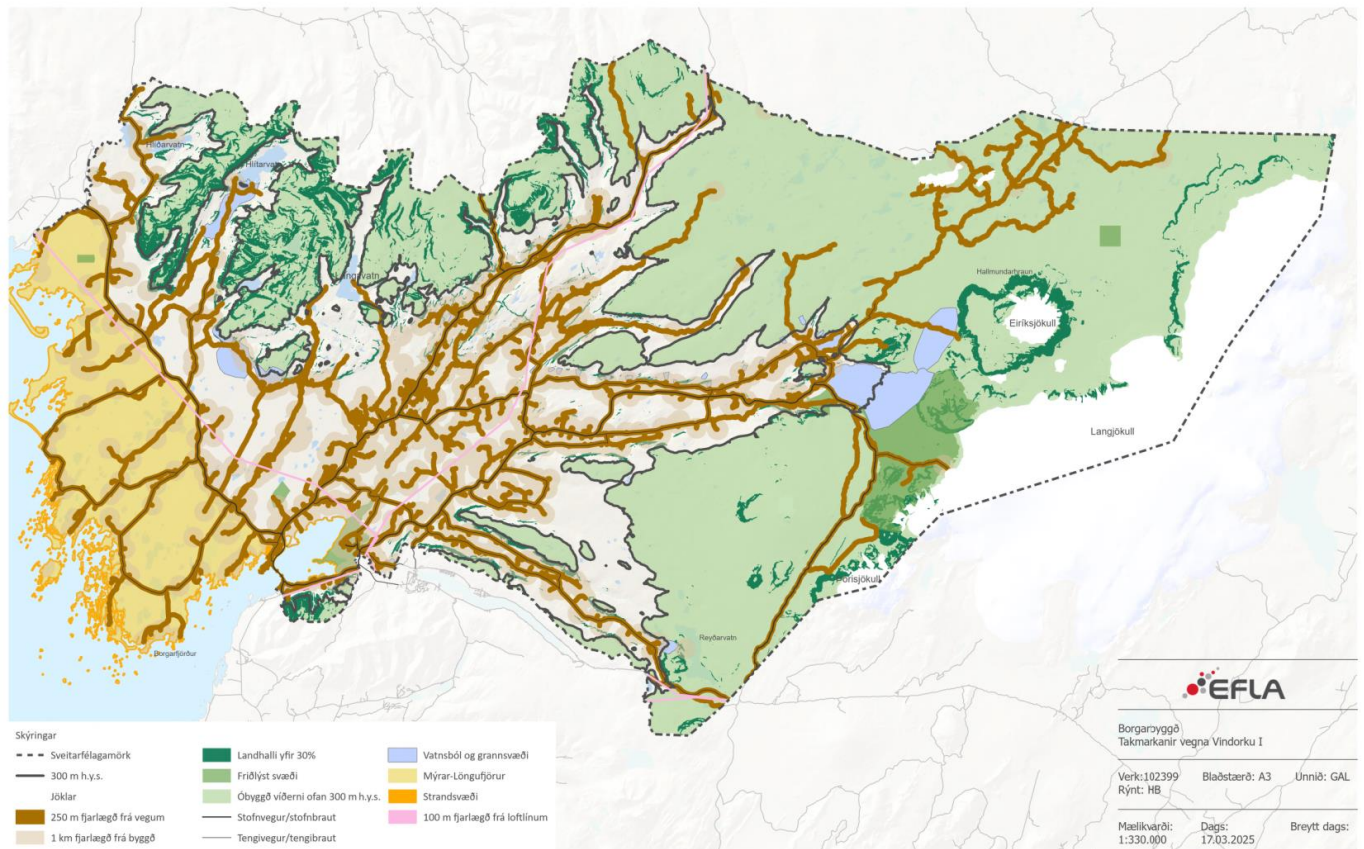 Hlíðarvatn
Hlítarvatn
Langavatn
Hallmundarhraun
Eiríksjökull
Langjökull
Þórisjökull
Reyðarvatn
Borgarfjörður
Skýringar
Sveitarfélagamörk
300 m h.y.s.
Jöklar
250 m fjarlægð frá vegum
1 km fjarlægð frá byggð
Landhalli yfir 30%
Friðlýst svæði
Óbyggð víðerni ofan 300 m h.y.s.
Stofnvegur/stofnbraut
Tengivegur/tengibraut
Vatnsból og grannsvæði
Mýrar-Löngufjörur
Strandsvæði
100 m fjarlægð frá loftlínum
EFLA
Borgarbyggð
Takmarkanir vegna Vindorku I
Verk:102399 Blaðstærð: A3 Unnið: GAL
Rýnt: HB
Mælikvarði: Dags: Breytt dags:
1:330.000 17.03.2025